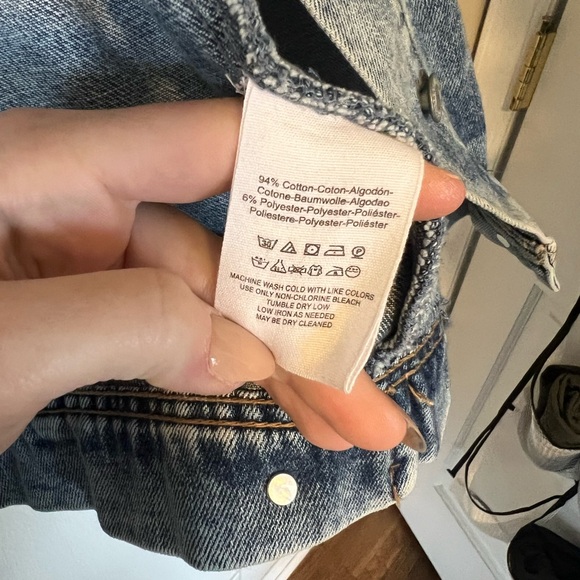 94% Cotton-Coton-Algodón-
Cotone-Baumwolle-Algodao
6% Polyester-Polyester-Poliéster-
Poliestere-Polyester-Poliéster
30
MACHINE WASH COLD WITH LIKE COLORS
USE ONLY NON-CHLORINE BLEACH
TUMBLE DRY LOW
LOW IRON AS NEEDED
MAY BE DRY CLEANED